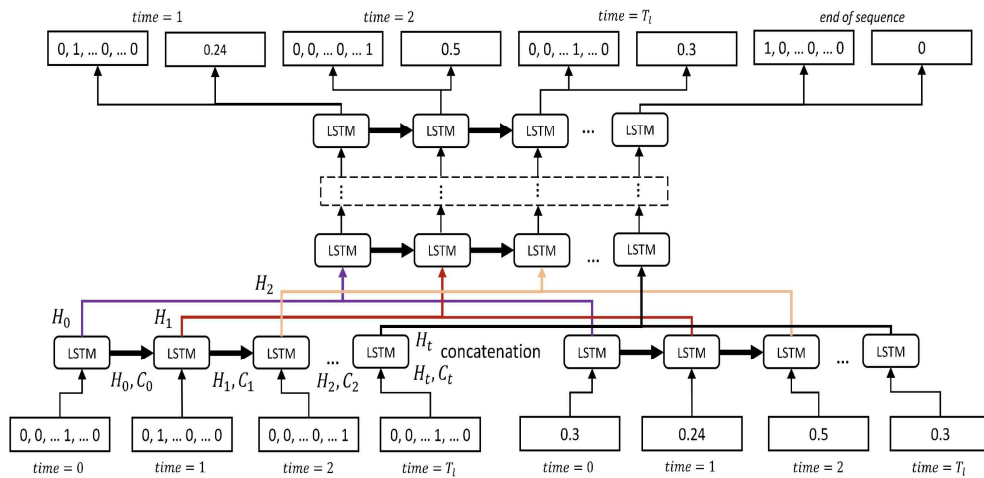 time = 1 time = 2 time = T_l end of sequence
0, 1, ... 0, ... 0 0.24 0, 0, ... 0, ... 1 0.5 0, 0, ... 1, ... 0 0.3 1, 0, ... 0, ... 0 0
LSTM LSTM LSTM ... LSTM
⋮ ⋮ ⋮ ⋮
LSTM LSTM LSTM ... LSTM
H_2
H_0 H_1
LSTM LSTM LSTM ... LSTM H_t concatenation LSTM LSTM LSTM ... LSTM
H_0, C_0 H_1, C_1 H_2, C_2 H_t, C_t
0, 0, ... 1, ... 0 0, 1, ... 0, ... 0 0, 0, ... 0, ... 1 0, 0, ... 1, ... 0 0.3 0.24 0.5 0.3
time = 0 time = 1 time = 2 time = T_l time = 0 time = 1 time = 2 time = T_l